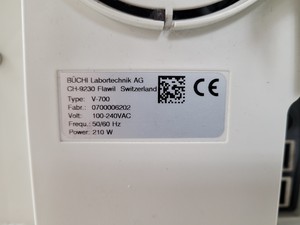 BÜCHI Labortechnik AG
CH-9230 Flawil Switzerland
Type: V-700
Fabr.: 0700006202
Volt: 100-240VAC
Frequ.: 50/60 Hz
Power: 210 W
CE